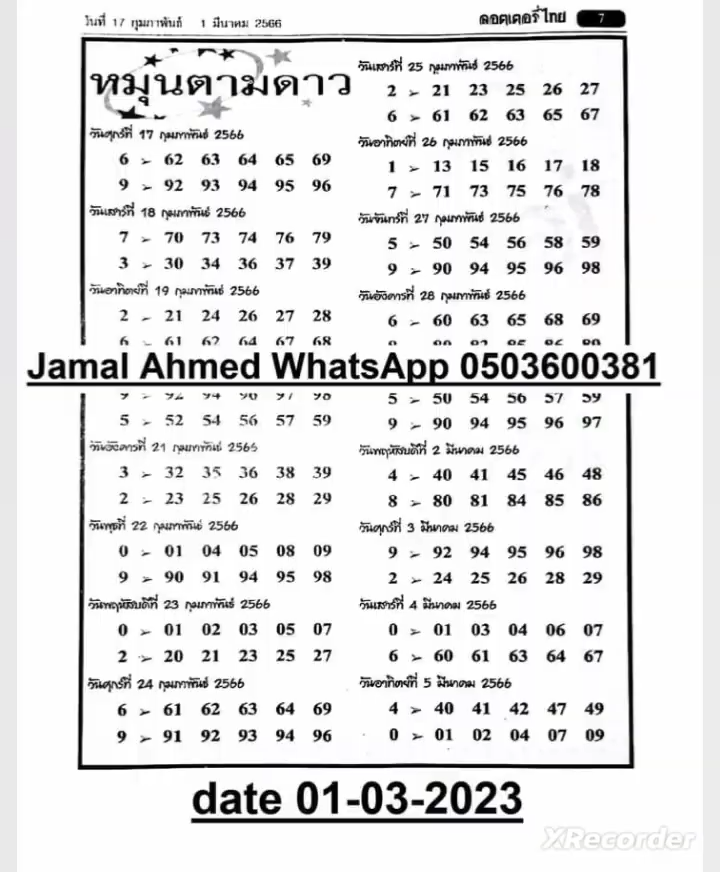 วันที่ 17 กุมภาพันธ์ 1 มีนาคม 2566
ดอคเตอรี่ไทย 7
หมุนตามดาว
วันศุกร์ที่ 17 กุมภาพันธ์ 2566
6 ➢ 62 63 64 65 69
9 ➢ 92 93 94 95 96
วันเสาร์ที่ 18 กุมภาพันธ์ 2566
7 ➢ 70 73 74 76 79
3 ➢ 30 34 36 37 39
วันอาทิตย์ที่ 19 กุมภาพันธ์ 2566
2 ➢ 21 24 26 27 28
6 ➢ 61 62 64 67 68
9 ➢ 92 94 96 97 98
5 ➢ 52 54 56 57 59
วันอังคารที่ 21 กุมภาพันธ์ 2566
3 ➢ 32 35 36 38 39
2 ➢ 23 25 26 28 29
วันพุธที่ 22 กุมภาพันธ์ 2566
0 ➢ 01 04 05 08 09
9 ➢ 90 91 94 95 98
วันพฤหัสบดีที่ 23 กุมภาพันธ์ 2566
0 ➢ 01 02 03 05 07
2 ➢ 20 21 23 25 27
วันศุกร์ที่ 24 กุมภาพันธ์ 2566
6 ➢ 61 62 63 64 69
9 ➢ 91 92 93 94 96
วันเสาร์ที่ 25 กุมภาพันธ์ 2566
2 ➢ 21 23 25 26 27
6 ➢ 61 62 63 65 67
วันอาทิตย์ที่ 26 กุมภาพันธ์ 2566
1 ➢ 13 15 16 17 18
7 ➢ 71 73 75 76 78
วันจันทร์ที่ 27 กุมภาพันธ์ 2566
5 ➢ 50 54 56 58 59
9 ➢ 90 94 95 96 98
วันอังคารที่ 28 กุมภาพันธ์ 2566
6 ➢ 60 63 65 68 69
5 ➢ 50 54 56 57 59
9 ➢ 90 94 95 96 97
วันพฤหัสบดีที่ 2 มีนาคม 2566
4 ➢ 40 41 45 46 48
8 ➢ 80 81 84 85 86
วันศุกร์ที่ 3 มีนาคม 2566
9 ➢ 92 94 95 96 98
2 ➢ 24 25 26 28 29
วันเสาร์ที่ 4 มีนาคม 2566
0 ➢ 01 03 04 06 07
6 ➢ 60 61 63 64 67
วันอาทิตย์ที่ 5 มีนาคม 2566
4 ➢ 40 41 42 47 49
0 ➢ 01 02 04 07 09
Jamal Ahmed WhatsApp 0503600381
date 01-03-2023
XRecorder